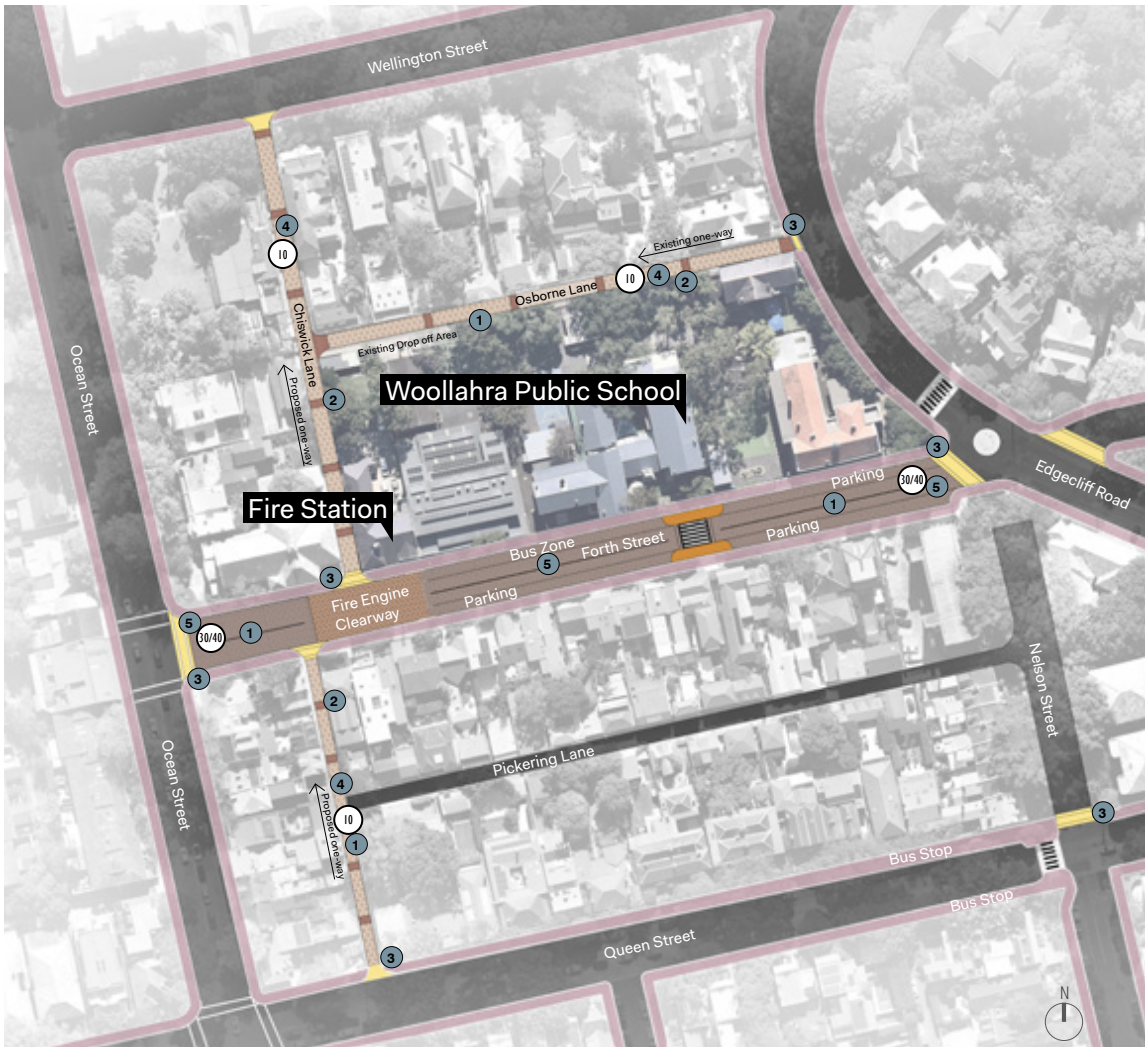 Wellington Street
3
Existing one-way
4
10
10
4
2
Osborne Lane
1
Existing Drop off Area
Chiswick Lane
Ocean Street
Woollahra Public School
2
Proposed one-way
3
Parking
30/40
5
Edgecliff Road
1
Fire Station
Parking
Bus Zone
Forth Street
5
3
Fire Engine
Clearway
Parking
5
30/40
1
3
Nelson Street
2
Pickering Lane
4
Ocean Street
Proposed one-way
10
1
3
Bus Stop
Bus Stop
Queen Street
3
N